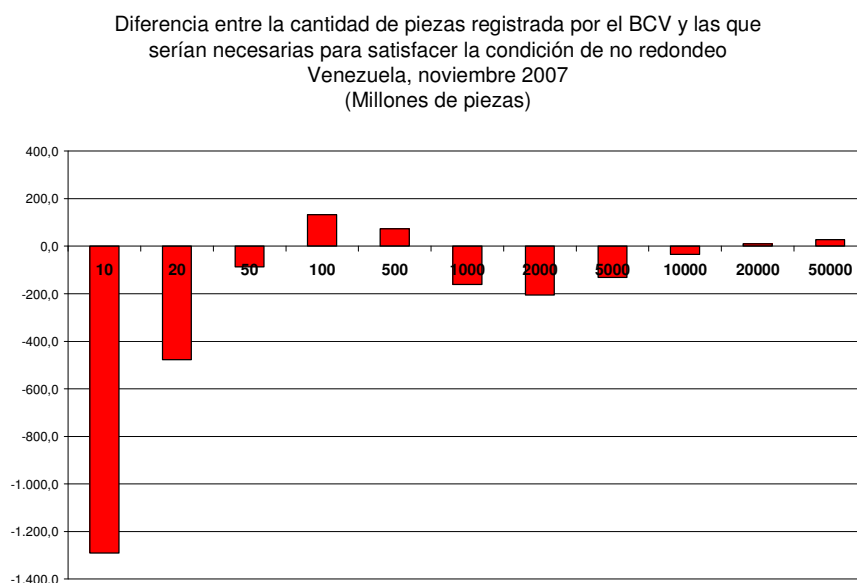 Diferencia entre la cantidad de piezas registrada por el BCV y las que
serían necesarias para satisfacer la condición de no redondeo
Venezuela, noviembre 2007
(Millones de piezas)
400,0
200,0
0,0
10 20 50 100 500 1000 2000 5000 10000 20000 50000
-200,0
-400,0
-600,0
-800,0
-1.000,0
-1.200,0
-1.400,0